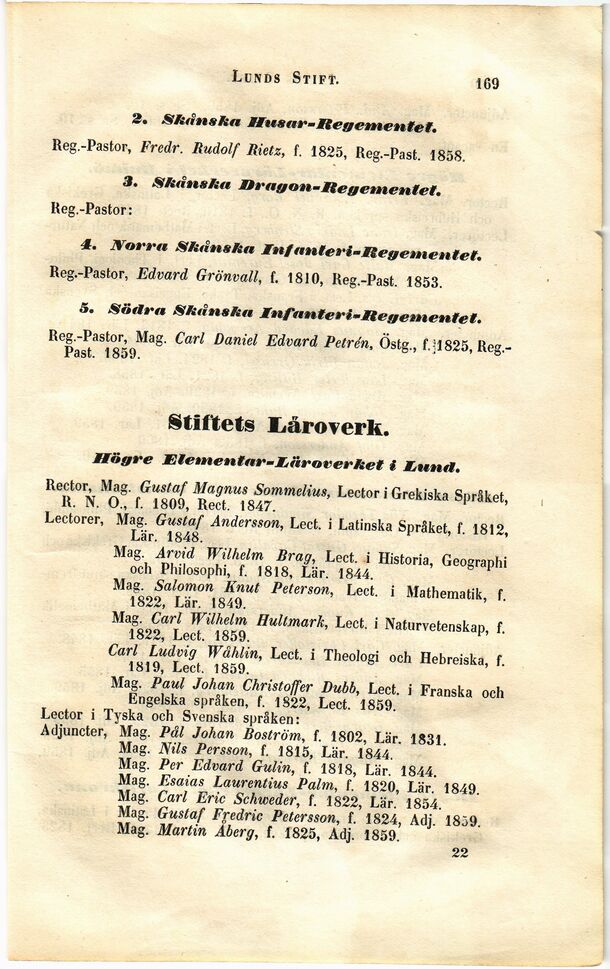 LUNDS STIFT. 169
2. Skånska Husar-Regementet.
Reg.-Pastor, Fredr. Rudolf Rietz, f. 1825, Reg.-Past. 1858.
3. Skånska Dragon-Regementet.
Reg.-Pastor:
4. Norra Skånska Infanteri-Regementet.
Reg.-Pastor, Edvard Grönvall, f. 1810, Reg.-Past. 1853.
5. Södra Skånska Infanteri-Regementet.
Reg.-Pastor, Mag. Carl Daniel Edvard Petrén, Östg., f. 1825, Reg.-
Past. 1859.
Stiftets Läroverk.
Högre Elementar-Läroverket i Lund.
Rector, Mag. Gustaf Magnus Sommelius, Lector i Grekiska Språket,
R. N. O., f. 1809, Rect. 1847.
Lectorer, Mag. Gustaf Andersson, Lect. i Latinska Språket, f. 1812,
Lär. 1848.
Mag. Arvid Wilhelm Brag, Lect. i Historia, Geographi
och Philosophi, f. 1818, Lär. 1844.
Mag. Salomon Knut Peterson, Lect. i Mathematik, f.
1822, Lär. 1849.
Mag. Carl Wilhelm Hultmark, Lect. i Naturvetenskap, f.
1822, Lect. 1859.
Carl Ludvig Wåhlin, Lect. i Theologi och Hebreiska, f.
1819, Lect. 1859.
Mag. Paul Johan Christoffer Dubb, Lect. i Franska och
Engelska språken, f. 1822, Lect. 1859.
Lector i Tyska och Svenska språken:
Adjuncter, Mag. Pål Johan Boström, f. 1802, Lär. 1831.
Mag. Nils Persson, f. 1815, Lär. 1844.
Mag. Per Edvard Gulin, f. 1818, Lär. 1844.
Mag. Esaias Laurentius Palm, f. 1820, Lär. 1849.
Mag. Carl Eric Schweder, f. 1822, Lär. 1854.
Mag. Gustaf Fredric Petersson, f. 1824, Adj. 1859.
Mag. Martin Åberg, f. 1825, Adj. 1859.
22